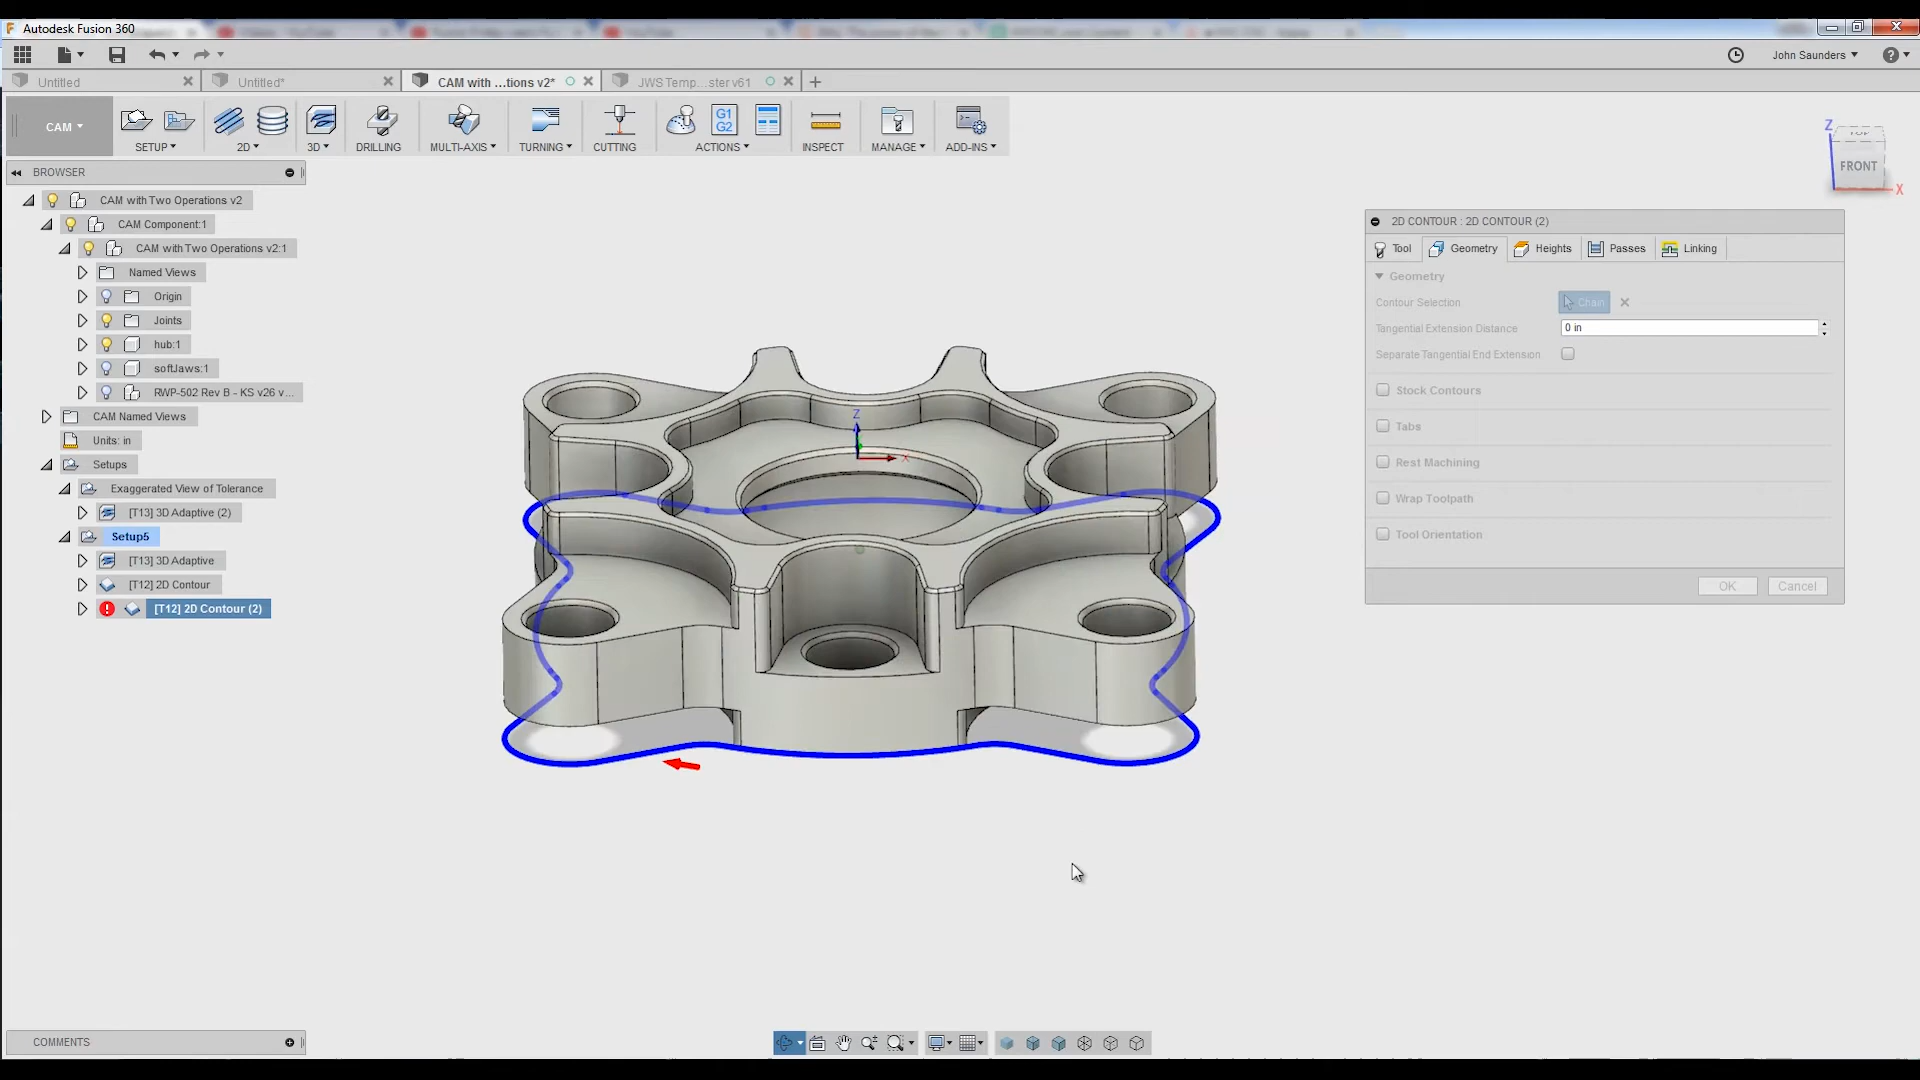 Autodesk Fusion 360
John Saunders
Untitled
Untitled*
CAM with ...tions v2*
JWS Temp...ster v61
CAM
SETUP
2D
3D
DRILLING
MULTI-AXIS
TURNING
CUTTING
G1
G2
ACTIONS
INSPECT
MANAGE
ADD-INS
BROWSER
CAM with Two Operations v2
CAM Component:1
CAM with Two Operations v2:1
Named Views
Origin
Joints
hub:1
softJaws:1
RWP-502 Rev B - KS v26 v...
CAM Named Views
Units: in
Setups
Exaggerated View of Tolerance
[T13] 3D Adaptive (2)
Setup5
[T13] 3D Adaptive
[T12] 2D Contour
[T12] 2D Contour (2)
Z
X
Z
TOP
FRONT
X
2D CONTOUR : 2D CONTOUR (2)
Tool
Geometry
Heights
Passes
Linking
Geometry
Contour Selection
Chain
Tangential Extension Distance
0 in
Separate Tangential End Extension
Stock Contours
Tabs
Rest Machining
Wrap Toolpath
Tool Orientation
OK
Cancel
COMMENTS